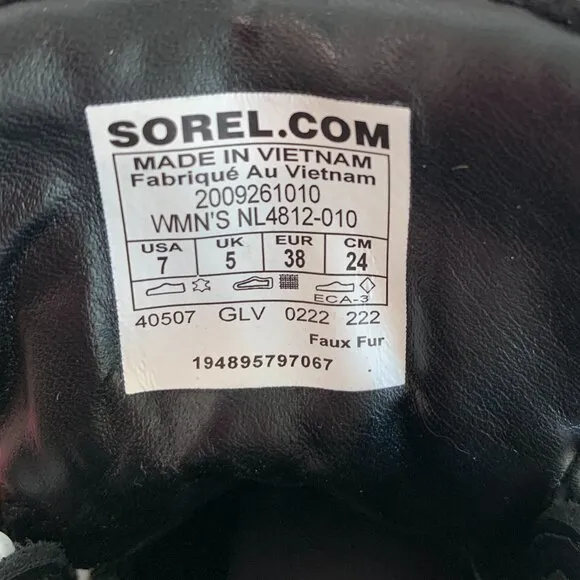 SOREL.COM
MADE IN VIETNAM
Fabriqué Au Vietnam
2009261010
WMN'S NL4812-010
USA UK EUR CM
7 5 38 24
ECA-3
40507 GLV 0222 222
Faux Fur
194895797067